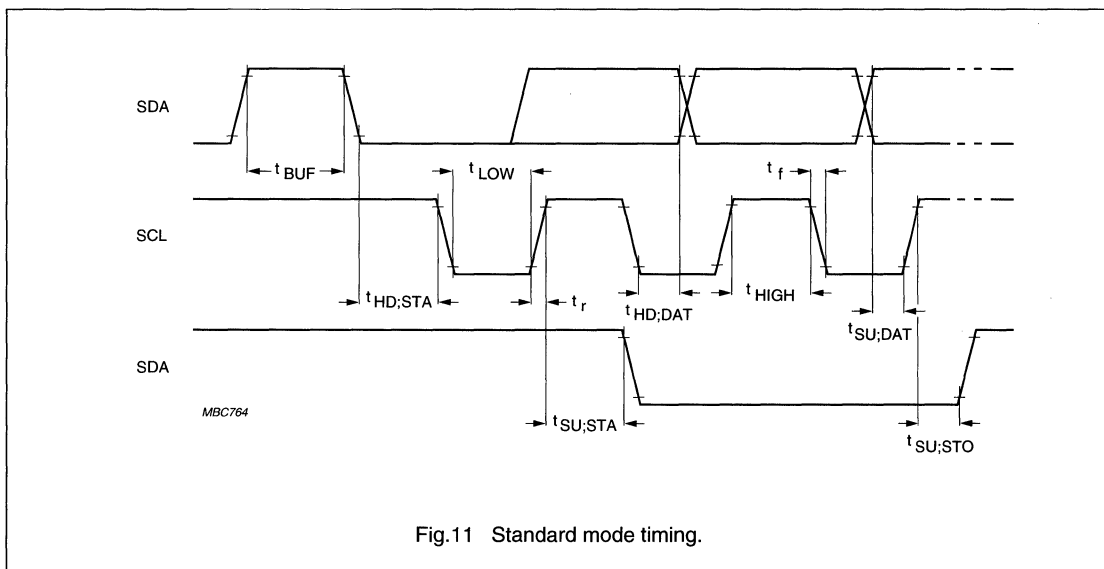 SDA
t BUF
t LOW
t f
SCL
t HD;STA
t r
t HD;DAT
t HIGH
t SU;DAT
SDA
MBC764
t SU;STA
t SU;STO
Fig.11 Standard mode timing.